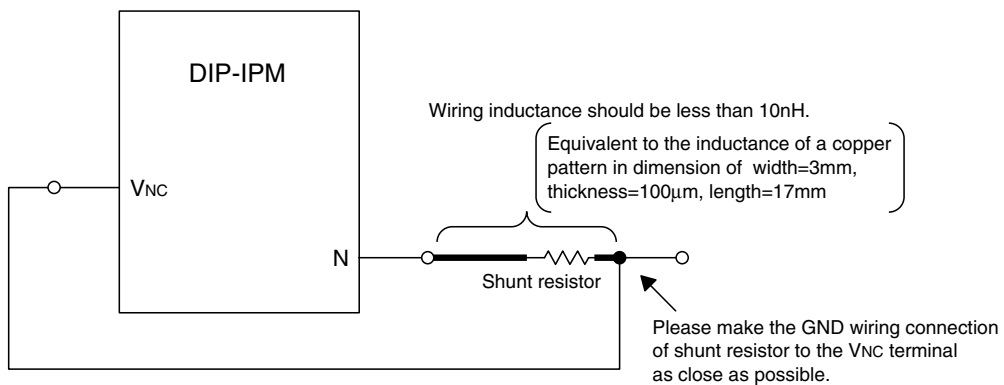 DIP-IPM
Wiring inductance should be less than 10nH.
Equivalent to the inductance of a copper
pattern in dimension of width=3mm,
thickness=100μm, length=17mm
VNC
N
Shunt resistor
Please make the GND wiring connection
of shunt resistor to the VNC terminal
as close as possible.